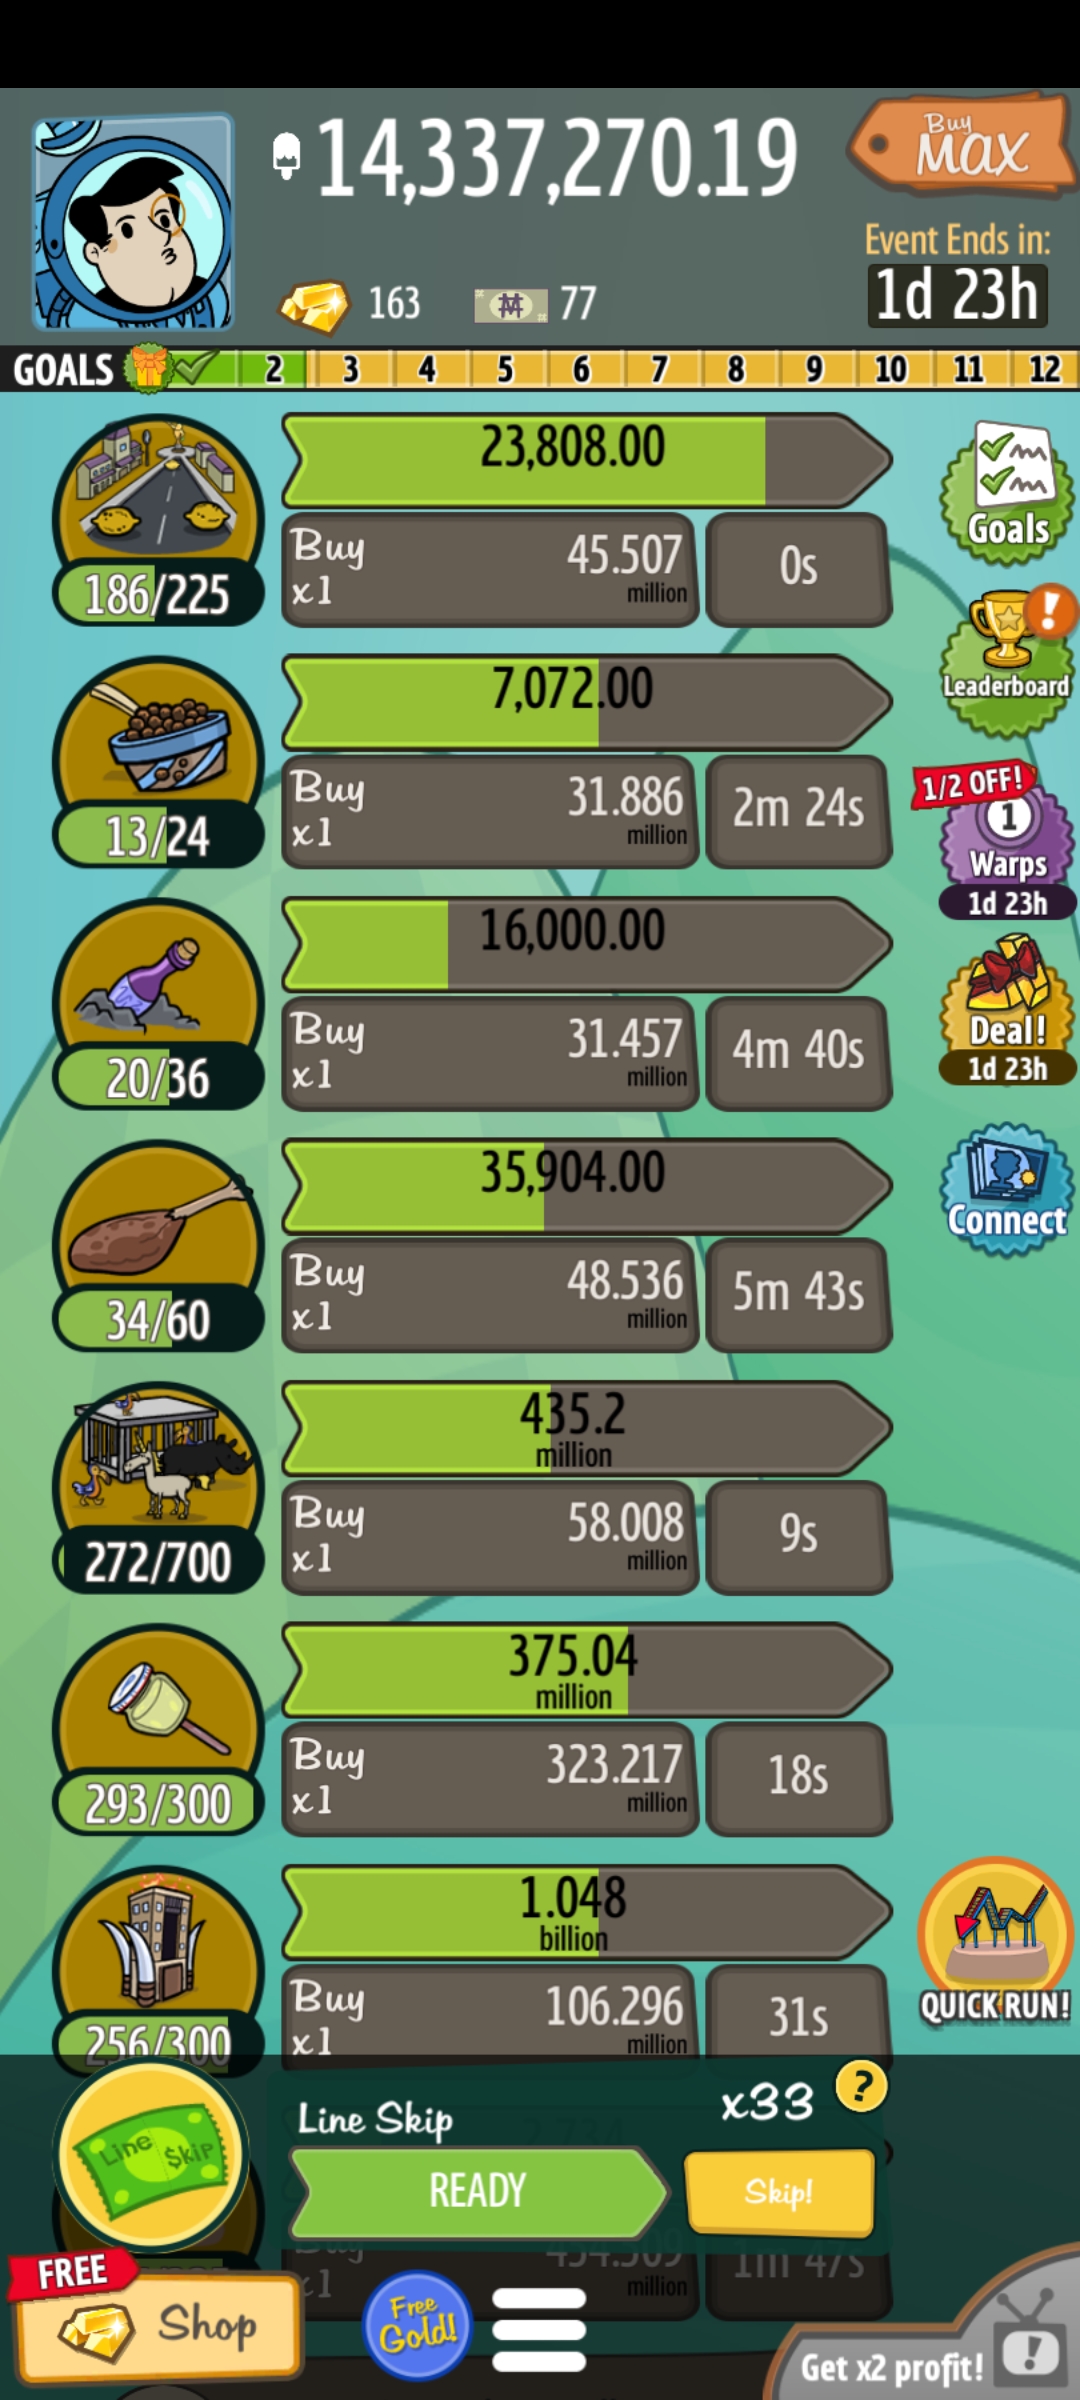 14,337,270.19
Buy
MAX
Event Ends in:
1d 23h
163
77
GOALS 2 3 4 5 6 7 8 9 10 11 12
23,808.00
Buy
x1
45.507
million
0s
186/225
Goals
7,072.00
Buy
x1
31.886
million
2m 24s
13/24
Leaderboard
1/2 OFF!
1
Warps
1d 23h
16,000.00
Buy
x1
31.457
million
4m 40s
20/36
Deal!
1d 23h
35,904.00
Buy
x1
48.536
million
5m 43s
34/60
Connect
435.2
million
Buy
x1
58.008
million
9s
272/700
375.04
million
Buy
x1
323.217
million
18s
293/300
1.048
billion
Buy
x1
106.296
million
31s
256/300
QUICK RUN!
Line Skip
x33
?
Line $kip
READY
Skip!
2.734
Buy
x1
454.509
million
1m 47s
FREE
Shop
Free
Gold!
Get x2 profit!